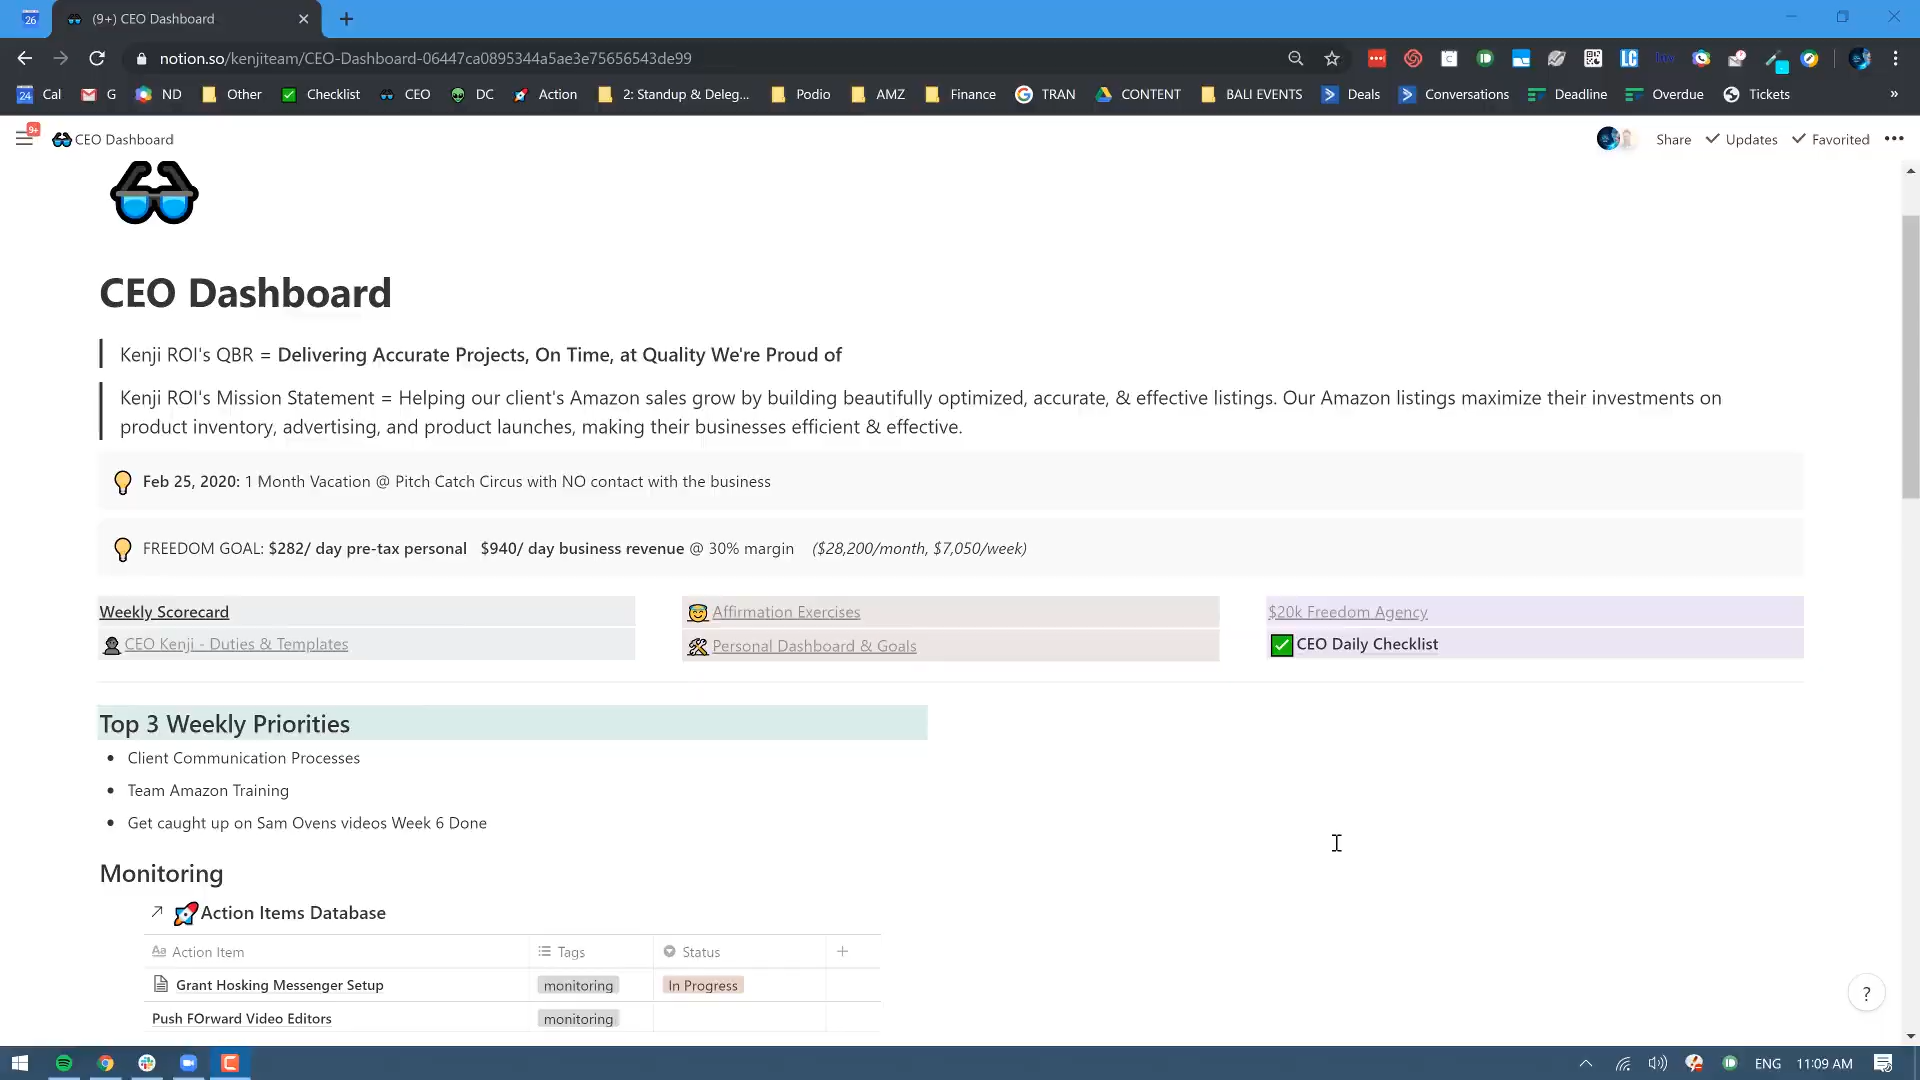 26
(9+) CEO Dashboard
notion.so/kenjiteam/CEO-Dashboard-06447ca0895344a5ae3e75656543de99
24 Cal G ND Other Checklist CEO DC Action 2: Standup & Deleg... Podio AMZ Finance TRAN CONTENT BALI EVENTS Deals Conversations Deadline Overdue Tickets »
9+ CEO Dashboard Share Updates Favorited
CEO Dashboard
Kenji ROI's QBR = Delivering Accurate Projects, On Time, at Quality We're Proud of
Kenji ROI's Mission Statement = Helping our client's Amazon sales grow by building beautifully optimized, accurate, & effective listings. Our Amazon listings maximize their investments on
product inventory, advertising, and product launches, making their businesses efficient & effective.
Feb 25, 2020: 1 Month Vacation @ Pitch Catch Circus with NO contact with the business
FREEDOM GOAL: $282/ day pre-tax personal $940/ day business revenue @ 30% margin ($28,200/month, $7,050/week)
Weekly Scorecard Affirmation Exercises $20k Freedom Agency
CEO Kenji - Duties & Templates Personal Dashboard & Goals CEO Daily Checklist
Top 3 Weekly Priorities
• Client Communication Processes
• Team Amazon Training
• Get caught up on Sam Ovens videos Week 6 Done
Monitoring
Action Items Database
Aa Action Item Tags Status +
Grant Hosking Messenger Setup monitoring In Progress
Push FOrward Video Editors monitoring
?
ENG 11:09 AM